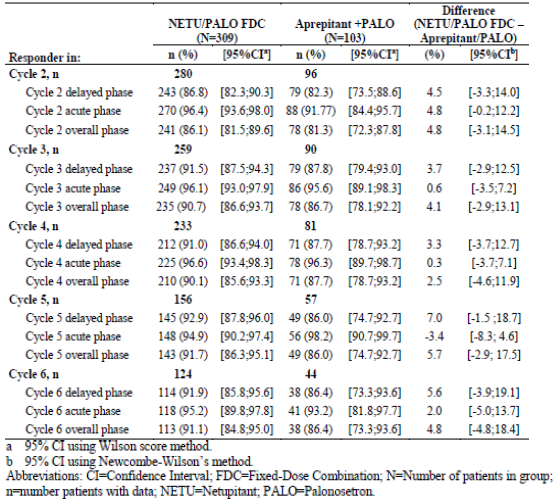 NETU/PALO FDC (N=309) Aprepitant +PALO (N=103) Difference (NETU/PALO FDC – Aprepitant/PALO)
Responder in: n (%) [95%CIᵃ] n (%) [95%CIᵃ] (%) [95%CIᵇ]
Cycle 2, n 280 96
Cycle 2 delayed phase 243 (86.8) [82.3;90.3] 79 (82.3) [73.5;88.6] 4.5 [-3.3;14.0]
Cycle 2 acute phase 270 (96.4) [93.6;98.0] 88 (91.77) [84.4;95.7] 4.8 [-0.2;12.2]
Cycle 2 overall phase 241 (86.1) [81.5;89.6] 78 (81.3) [72.3;87.8] 4.8 [-3.1;14.5]
Cycle 3, n 259 90
Cycle 3 delayed phase 237 (91.5) [87.5;94.3] 79 (87.8) [79.4;93.0] 3.7 [-2.9;12.5]
Cycle 3 acute phase 249 (96.1) [93.0;97.9] 86 (95.6) [89.1;98.3] 0.6 [-3.5;7.2]
Cycle 3 overall phase 235 (90.7) [86.6;93.7] 78 (86.7) [78.1;92.2] 4.1 [-2.9;13.1]
Cycle 4, n 233 81
Cycle 4 delayed phase 212 (91.0) [86.6;94.0] 71 (87.7) [78.7;93.2] 3.3 [-3.7;12.7]
Cycle 4 acute phase 225 (96.6) [93.4;98.3] 78 (96.3) [89.7;98.7] 0.3 [-3.7;7.1]
Cycle 4 overall phase 210 (90.1) [85.6;93.3] 71 (87.7) [78.7;93.2] 2.5 [-4.6;11.9]
Cycle 5, n 156 57
Cycle 5 delayed phase 145 (92.9) [87.8;96.0] 49 (86.0) [74.7;92.7] 7.0 [-1.5 ;18.7]
Cycle 5 acute phase 148 (94.9) [90.2;97.4] 56 (98.2) [90.7;99.7] -3.4 [-8.3; 4.6]
Cycle 5 overall phase 143 (91.7) [86.3;95.1] 49 (86.0) [74.7;92.7] 5.7 [-2.9; 17.5]
Cycle 6, n 124 44
Cycle 6 delayed phase 114 (91.9) [85.8;95.6] 38 (86.4) [73.3;93.6] 5.6 [-3.9;19.1]
Cycle 6 acute phase 118 (95.2) [89.8;97.8] 41 (93.2) [81.8;97.7] 2.0 [-5.0;13.7]
Cycle 6 overall phase 113 (91.1) [84.8;95.0] 38 (86.4) [73.3;93.6] 4.8 [-4.8;18.4]
a 95% CI using Wilson score method.
b 95% CI using Newcombe-Wilson's method.
Abbreviations: CI=Confidence Interval; FDC=Fixed-Dose Combination; N=Number of patients in group;
n=number patients with data; NETU=Netupitant; PALO=Palonosetron.